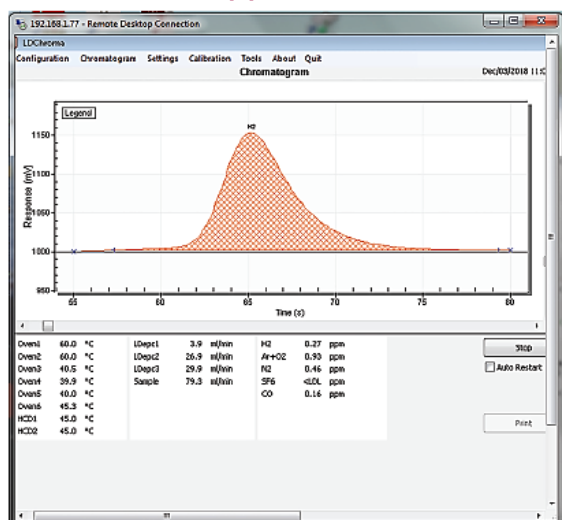 192.168.1.77 - Remote Desktop Connection
LDChroma
Configuration Chromatogram Settings Calibration Tools About Quit
Chromatogram Dec/03/2018 11:0
Legend
H2
1150
1100
1050
1000
950
Response (mV)
55 60 65 70 75 80
Time (s)
Oven1 60.0 °C LDepc1 3.9 ml/min H2 0.27 ppm Stop
Oven2 60.0 °C LDepc2 26.9 ml/min Ar+O2 0.93 ppm
Oven3 40.5 °C LDepc3 29.9 ml/min N2 0.46 ppm Auto Restart
Oven4 39.9 °C Sample 79.3 ml/min SF6 <LDL ppm
Oven5 40.0 °C CO 0.16 ppm
Oven6 45.3 °C
HCD1 45.0 °C Print
HCD2 45.0 °C